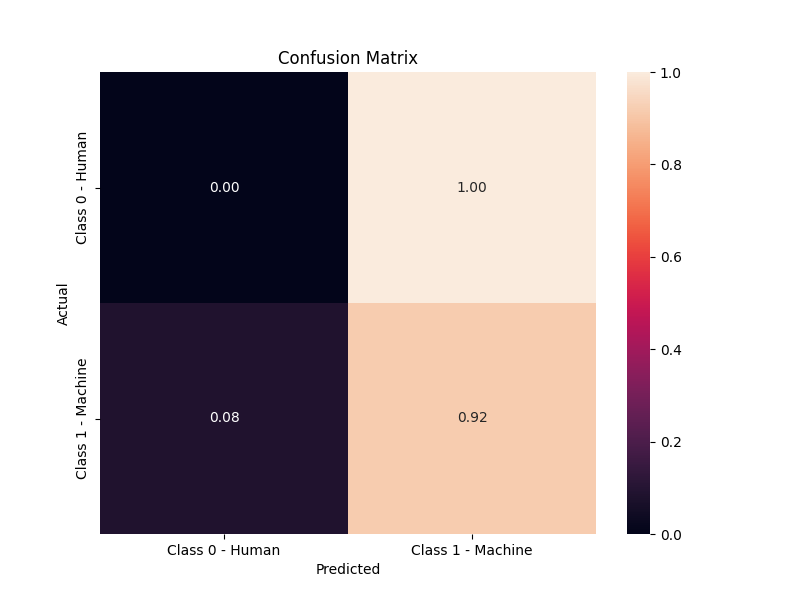 Confusion Matrix
Class 0 - Human
0.00
1.00
Actual
Class 1 - Machine
0.08
0.92
Class 0 - Human
Class 1 - Machine
Predicted
1.0
0.8
0.6
0.4
0.2
0.0